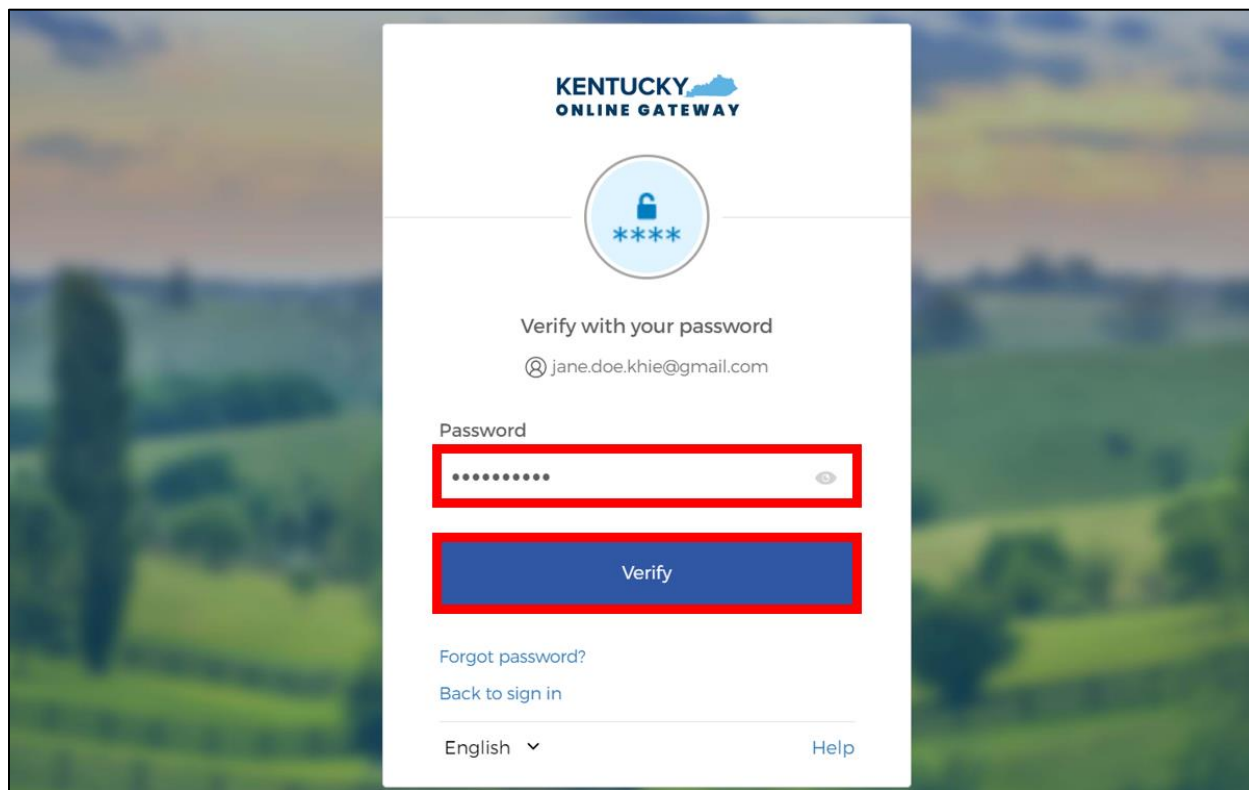 KENTUCKY
ONLINE GATEWAY
****
Verify with your password
jane.doe.khie@gmail.com
Password
••••••••••
Verify
Forgot password?
Back to sign in
English
Help